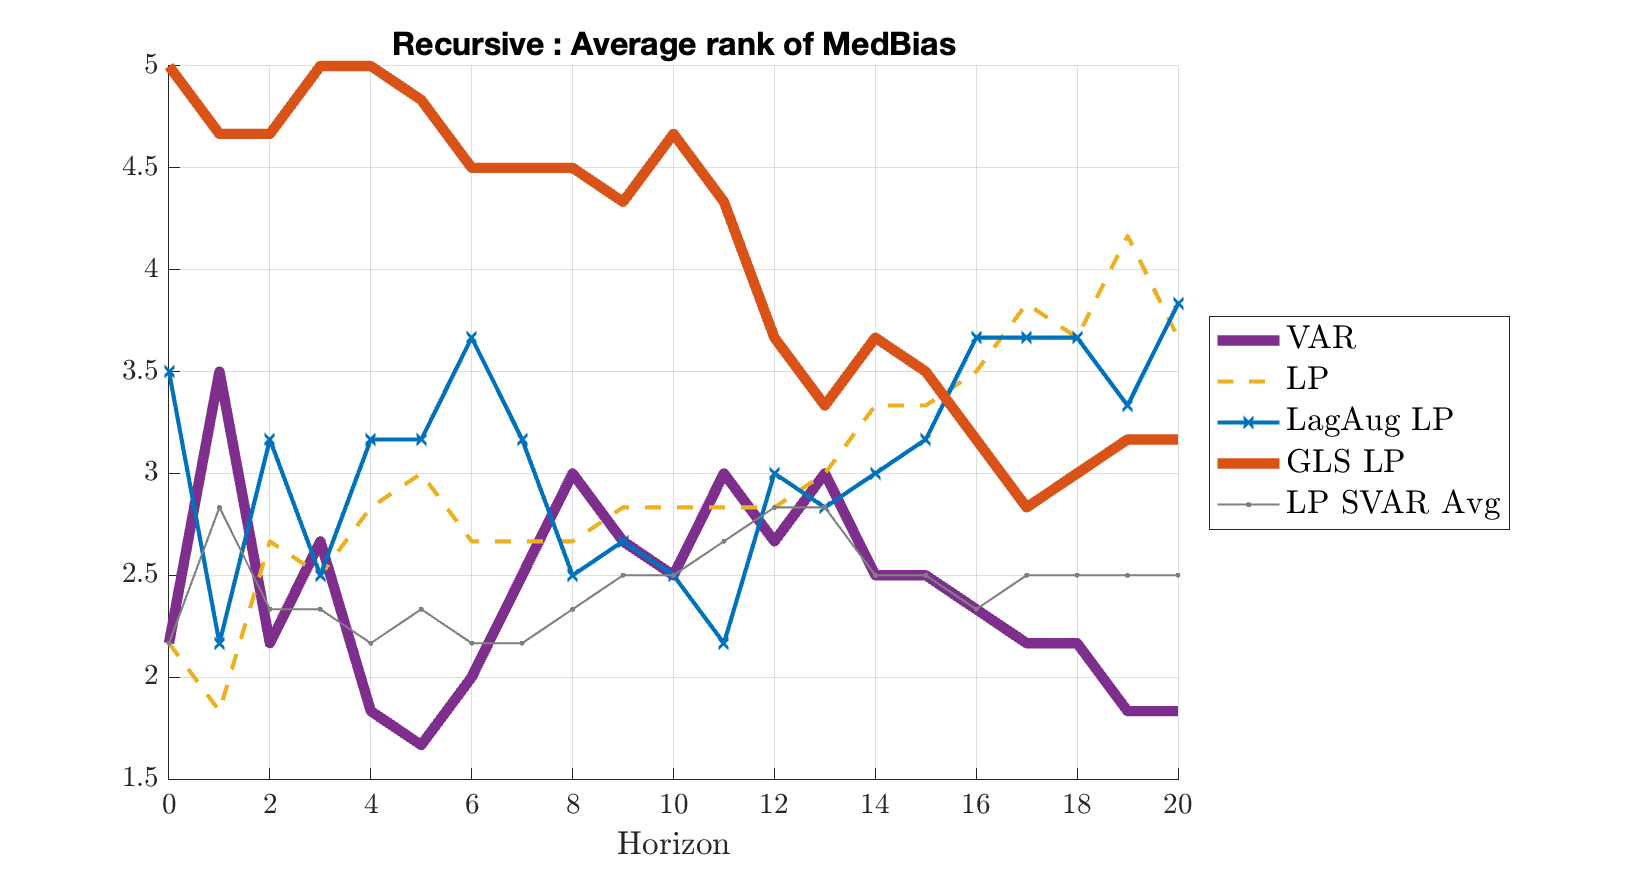 Recursive : Average rank of MedBias
5
4.5
4
3.5
3
2.5
2
1.5
0 2 4 6 8 10 12 14 16 18 20
Horizon
VAR
LP
LagAug LP
GLS LP
LP SVAR Avg